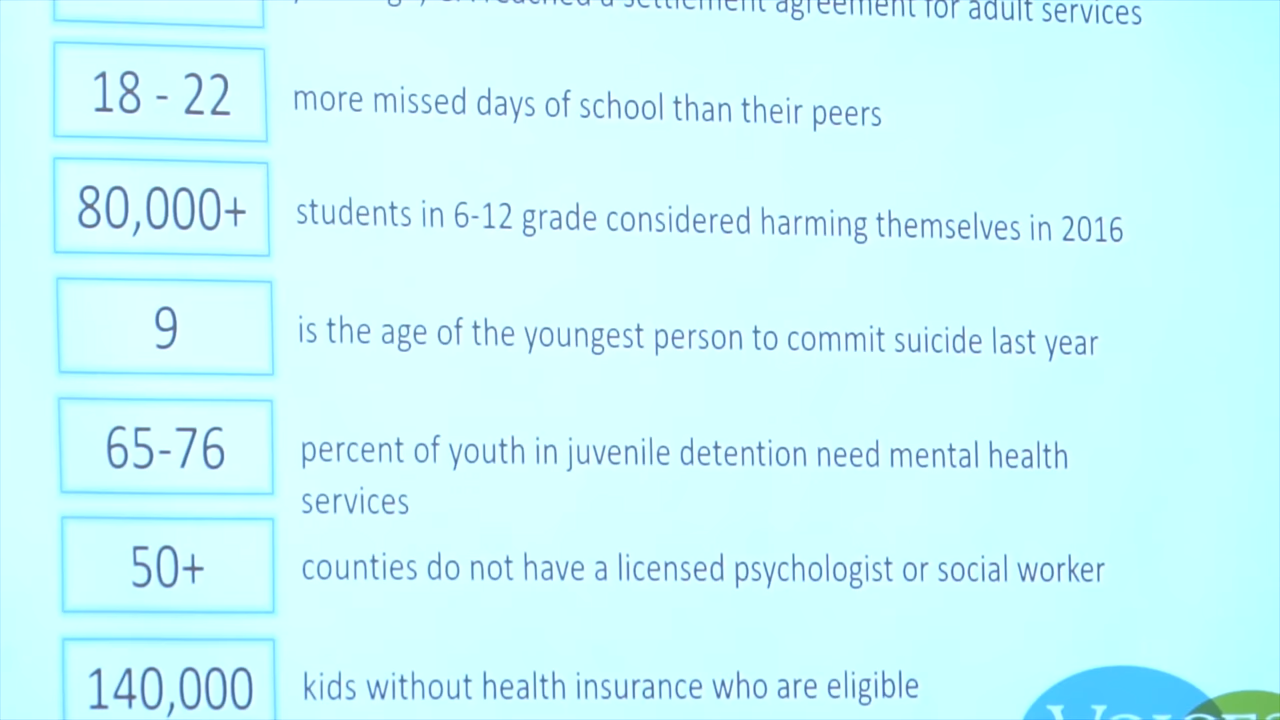 settlement agreement for adult services
18 - 22
more missed days of school than their peers
80,000+
students in 6-12 grade considered harming themselves in 2016
9
is the age of the youngest person to commit suicide last year
65-76
percent of youth in juvenile detention need mental health
services
50+
counties do not have a licensed psychologist or social worker
140,000
kids without health insurance who are eligible